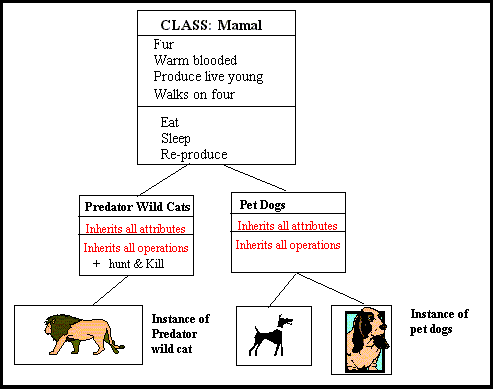 CLASS: Mamal
Fur
Warm blooded
Produce live young
Walks on four
Eat
Sleep
Re-produce
Predator Wild Cats
Inherits all attributes
Inherits all operations
+ hunt & Kill
Pet Dogs
Inherits all attributes
Inherits all operations
Instance of
Predator
wild cat
Instance of
pet dogs